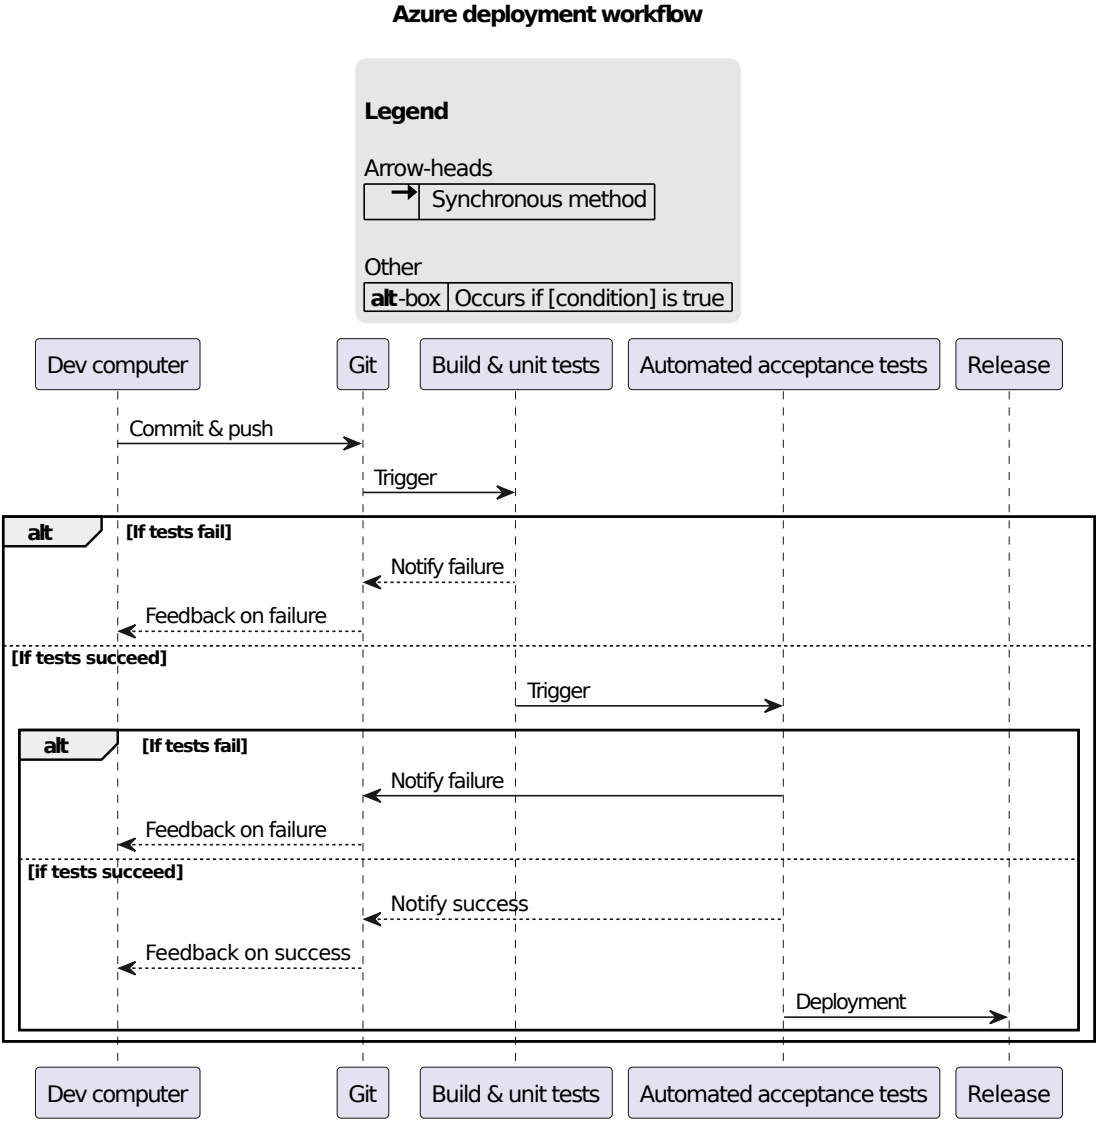 Azure deployment workflow
Legend
Arrow-heads
Synchronous method
Other
alt-box Occurs if [condition] is true
Dev computer Git Build & unit tests Automated acceptance tests Release
Commit & push
Trigger
alt [If tests fail]
Notify failure
Feedback on failure
[If tests succeed]
Trigger
alt [If tests fail]
Notify failure
Feedback on failure
[if tests succeed]
Notify success
Feedback on success
Deployment
Dev computer Git Build & unit tests Automated acceptance tests Release